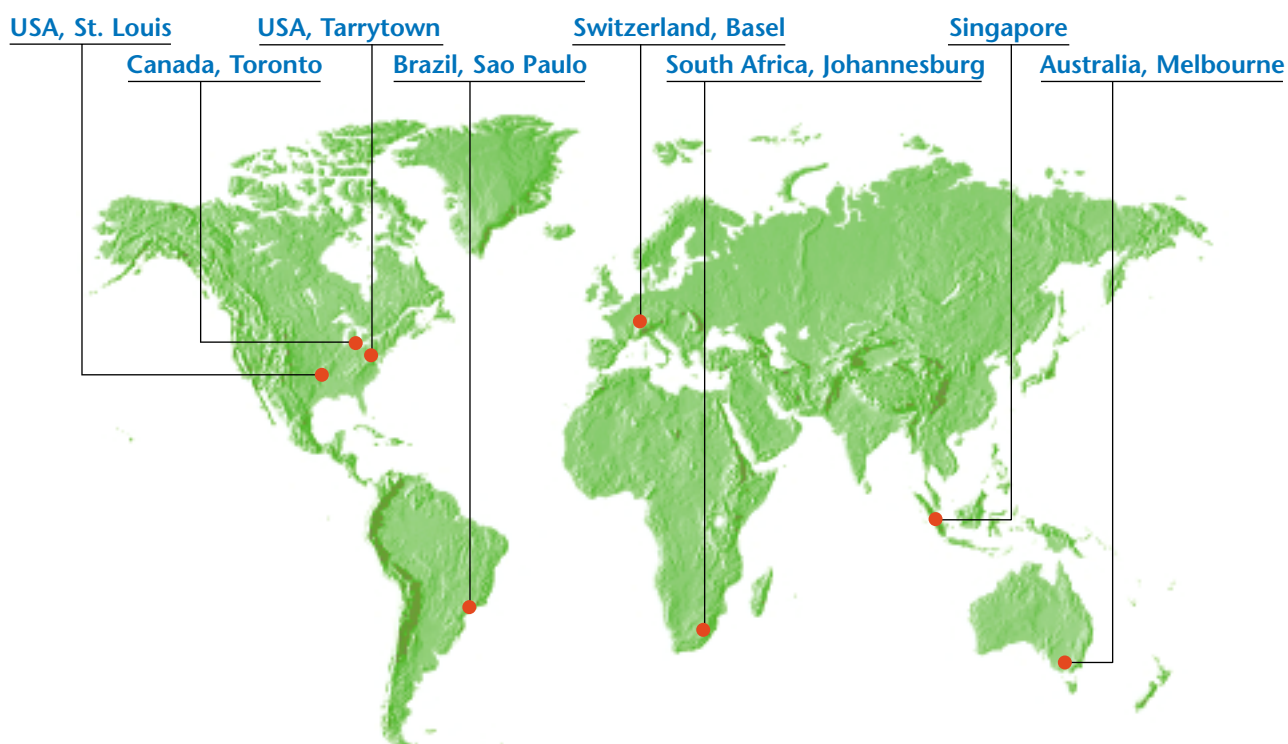 USA, St. Louis
USA, Tarrytown
Switzerland, Basel
Singapore
Canada, Toronto
Brazil, Sao Paulo
South Africa, Johannesburg
Australia, Melbourne